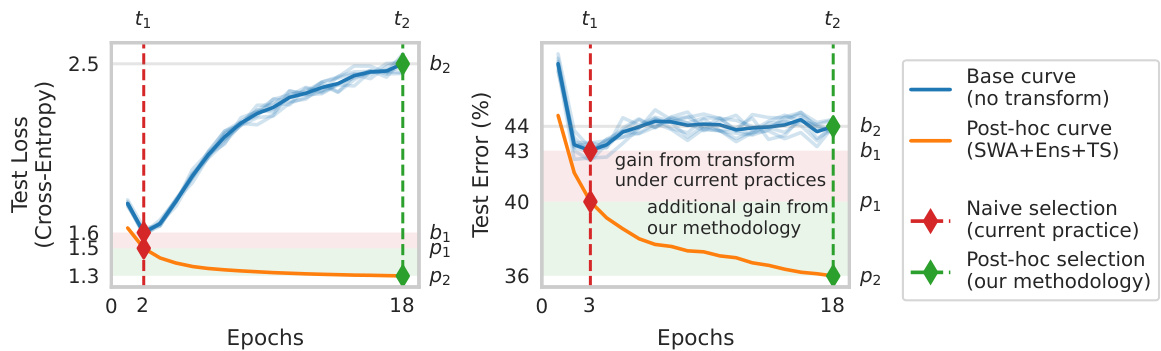 t₁
t₂
2.5
1.6
1.6
1.5
1.3
b₂
b₁
p₁
p₂
0
2
18
Test Loss
(Cross-Entropy)
Epochs
t₁
t₂
44
43
40
36
b₂
b₁
p₁
p₂
gain from transform
under current practices
additional gain from
our methodology
0
3
18
Test Error (%)
Epochs
Base curve
(no transform)
Post-hoc curve
(SWA+Ens+TS)
Naive selection
(current practice)
Post-hoc selection
(our methodology)